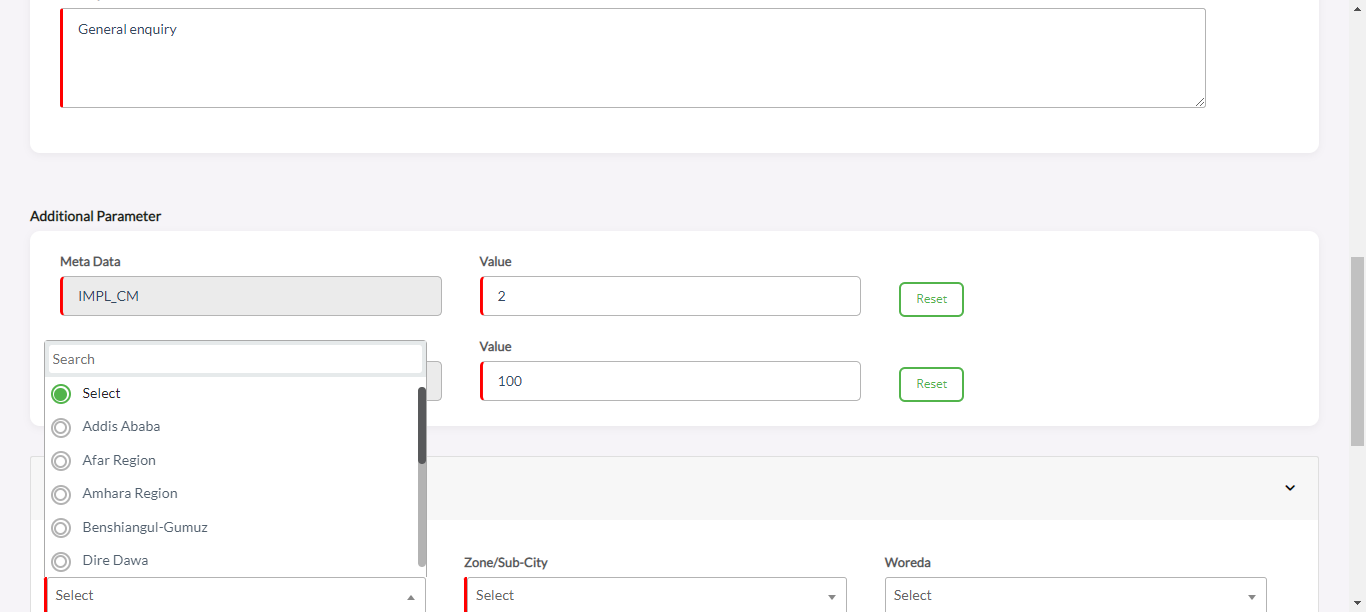 General enquiry
Additional Parameter
Meta Data
Value
IMPL_CM
2
Reset
Value
100
Reset
Search
Select
Addis Ababa
Afar Region
Amhara Region
Benshiangul-Gumuz
Dire Dawa
Zone/Sub-City
Woreda
Select
Select
Select